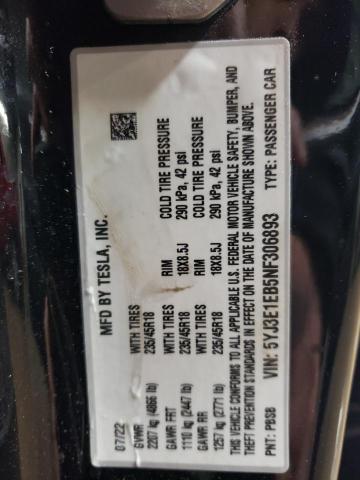 MFD BY TESLA, INC.
07/22
GVWR
2207 kg (4866 lb)
GAWR FRT WITH TIRES RIM COLD TIRE PRESSURE
1110 kg (2447 lb) 235/45R18 18X8.5J 290 kPa, 42 psi
GAWR RR WITH TIRES RIM COLD TIRE PRESSURE
1257 kg (2771 lb) 235/45R18 18X8.5J 290 kPa, 42 psi
THIS VEHICLE CONFORMS TO ALL APPLICABLE U.S. FEDERAL MOTOR VEHICLE SAFETY, BUMPER, AND
THEFT PREVENTION STANDARDS IN EFFECT ON THE DATE OF MANUFACTURE SHOWN ABOVE.
PNT: PBSB VIN: 5YJ3E1EB5NF306893 TYPE: PASSENGER CAR